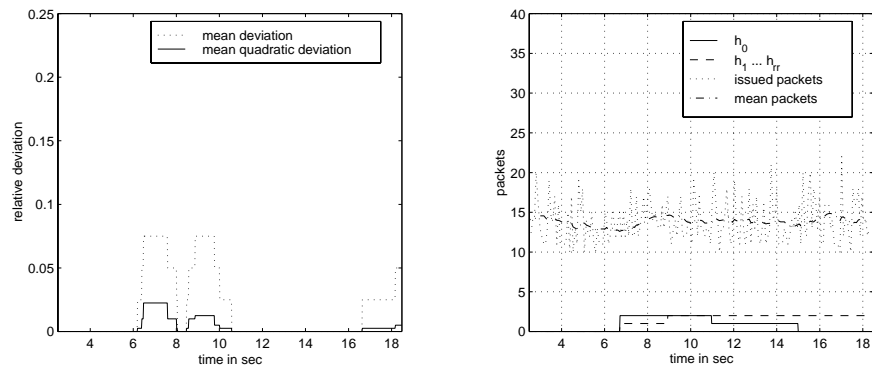 0.25
0.2
0.15
0.1
0.05
0
relative deviation
4 6 8 10 12 14 16 18
time in sec
mean deviation
mean quadratic deviation
40
35
30
25
20
15
10
5
0
packets
4 6 8 10 12 14 16 18
time in sec
h0
h1 ... hrr
issued packets
mean packets